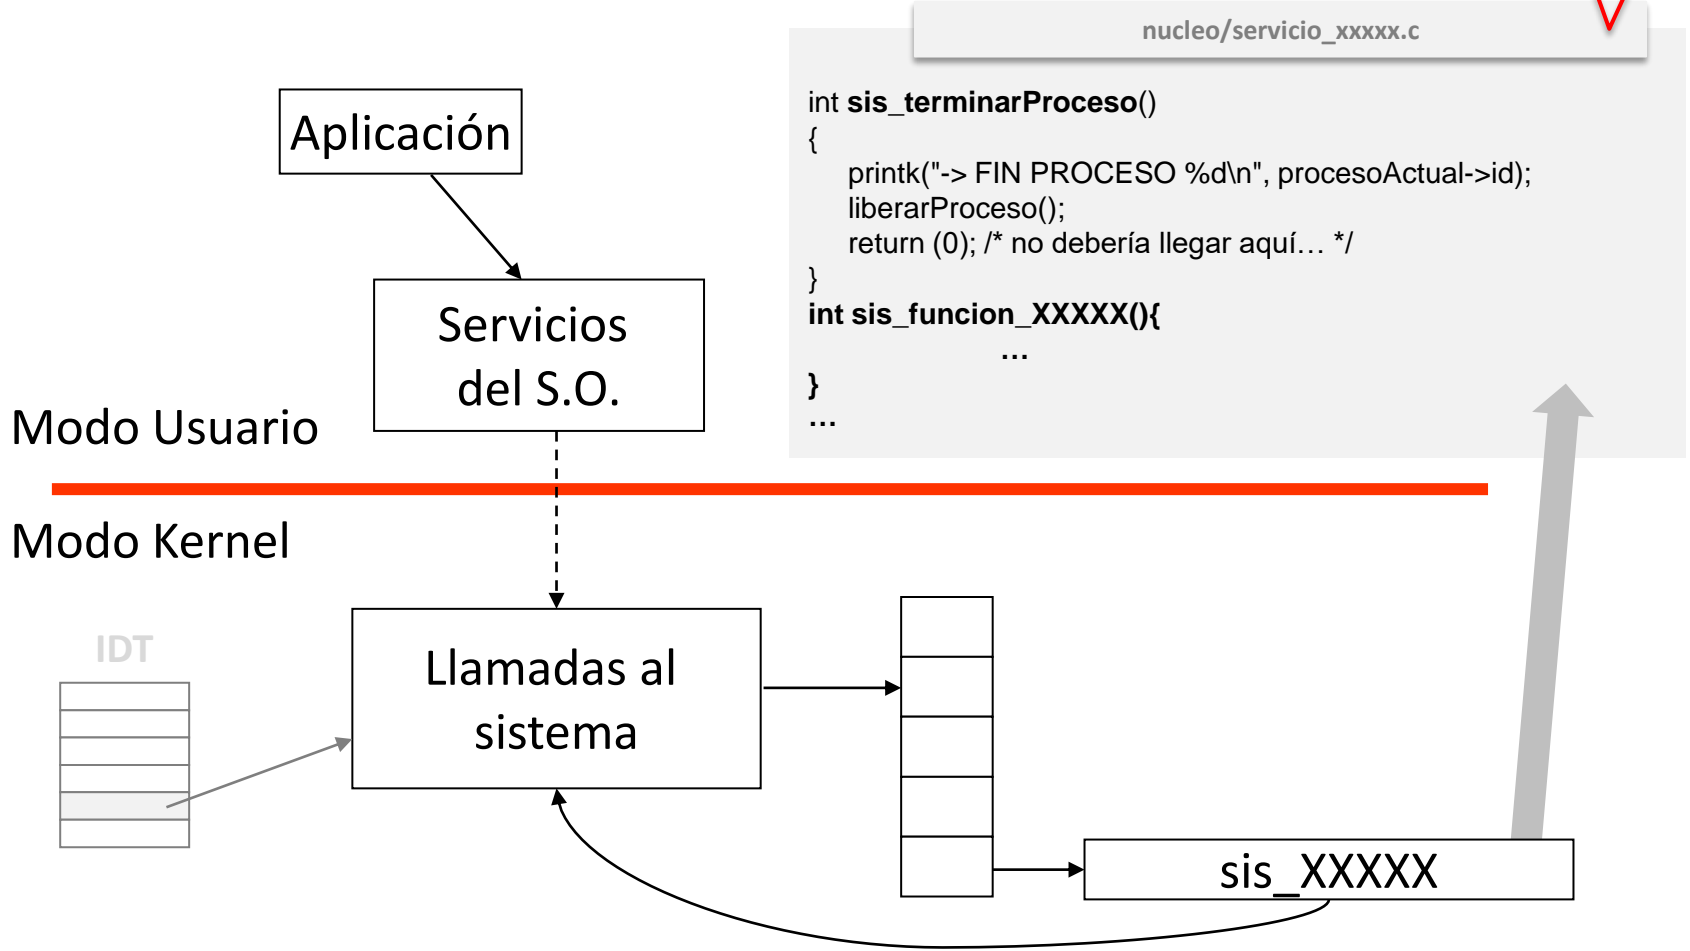 nucleo/servicio_xxxxx.c
int sis_terminarProceso()
{
printk("-> FIN PROCESO %d\n", procesoActual->id);
liberarProceso();
return (0); /* no debería llegar aquí… */
}
int sis_funcion_XXXXX(){
…
}
…
Aplicación
Servicios
del S.O.
Modo Usuario
Modo Kernel
IDT
Llamadas al
sistema
sis_XXXXX